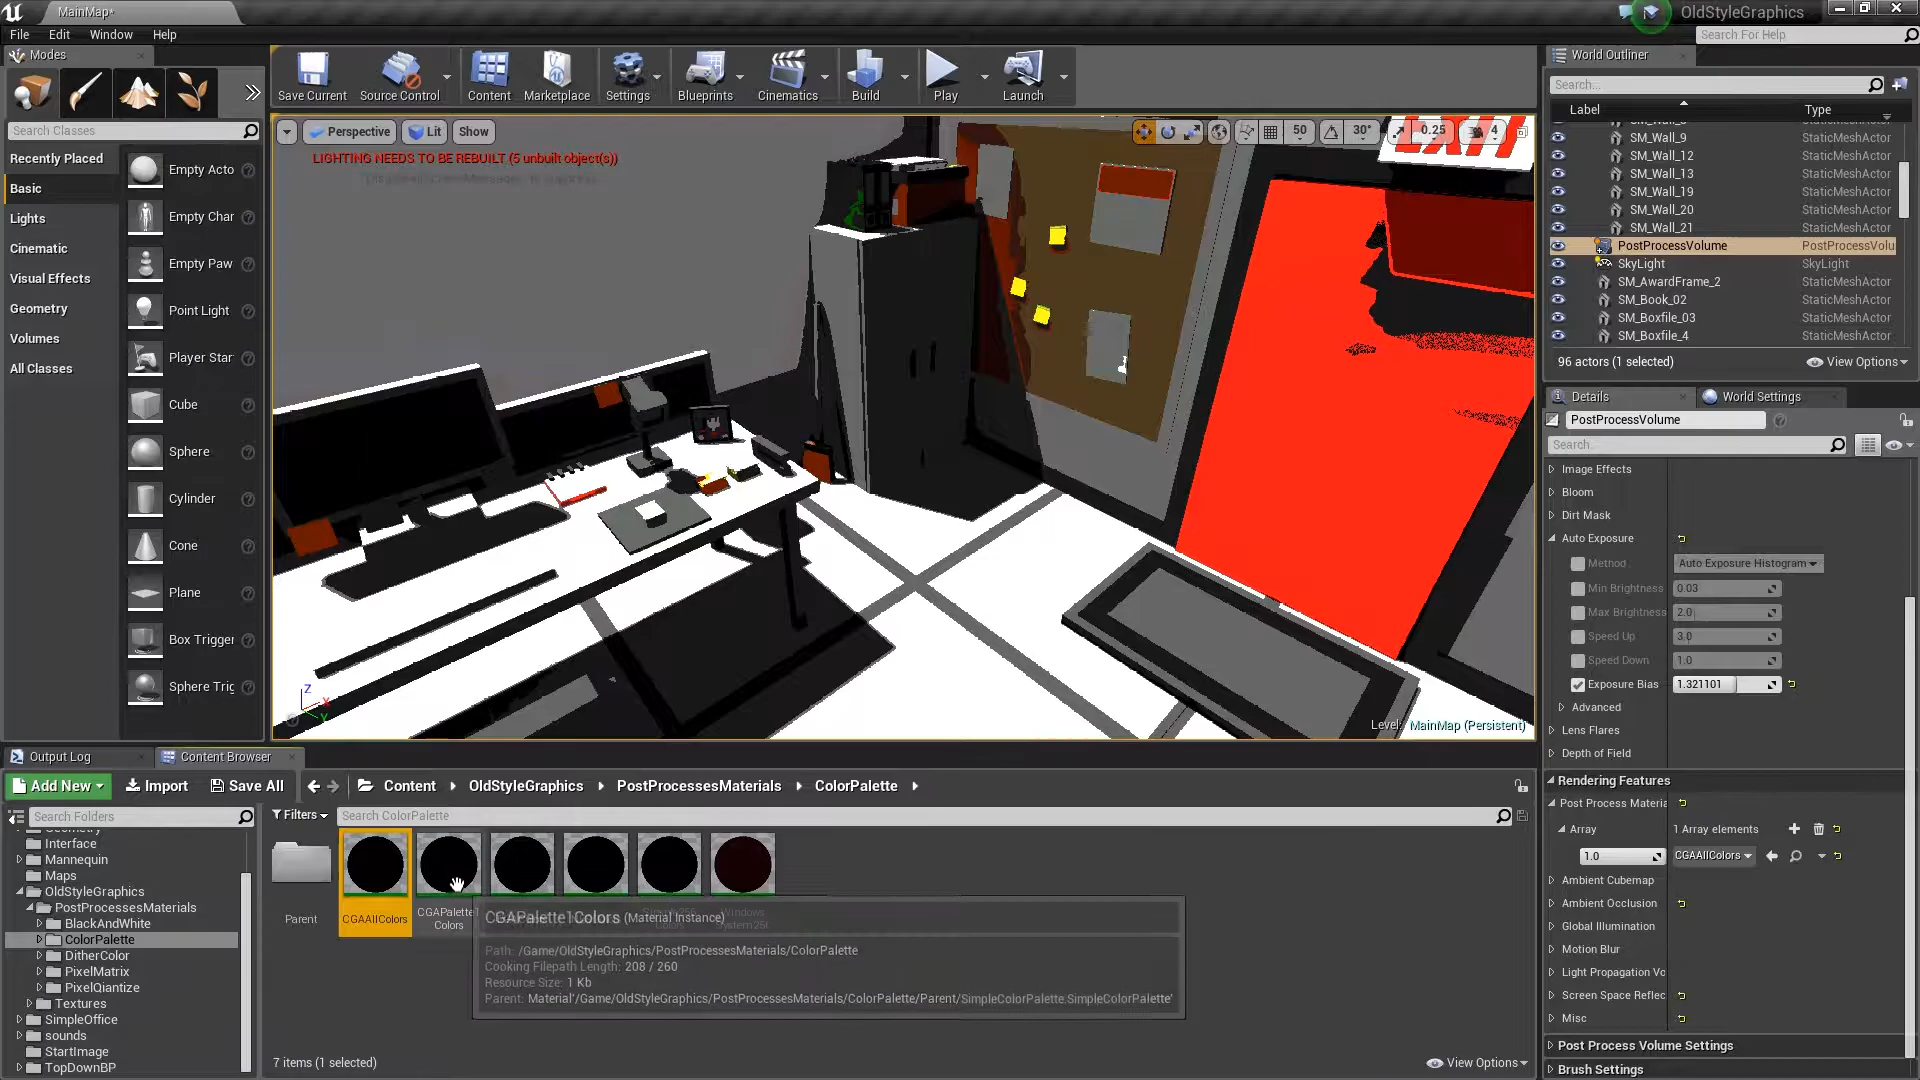 MainMap*
OldStyleGraphics
File
Edit
Window
Help
Search For Help
Modes
Save Current
Source Control
Content
Marketplace
Settings
Blueprints
Cinematics
Build
Play
Launch
World Outliner
Search Classes
Search...
Label
Type
Perspective
Lit
Show
50
30°
0.25
4
EXIT
LIGHTING NEEDS TO BE REBUILT (5 unbuilt object(s))
Recently Placed
Basic
Lights
Cinematic
Visual Effects
Geometry
Volumes
All Classes
Empty Acto
Empty Char
Empty Paw
Point Light
Player Star
Cube
Sphere
Cylinder
Cone
Plane
Box Trigger
Sphere Tric
SM_Wall_9 StaticMeshActor
SM_Wall_12 StaticMeshActor
SM_Wall_13 StaticMeshActor
SM_Wall_19 StaticMeshActor
SM_Wall_20 StaticMeshActor
SM_Wall_21 StaticMeshActor
PostProcessVolume PostProcessVolu
SkyLight SkyLight
SM_AwardFrame_2 StaticMeshActor
SM_Book_02 StaticMeshActor
SM_Boxfile_03 StaticMeshActor
SM_Boxfile_4 StaticMeshActor
96 actors (1 selected)
View Options
Details
World Settings
PostProcessVolume
Search...
Image Effects
Bloom
Dirt Mask
Auto Exposure
Method Auto Exposure Histogram
Min Brightness 0.03
Max Brightness 2.0
Speed Up 3.0
Speed Down 1.0
Exposure Bias 1.321101
Advanced
Lens Flares
Depth of Field
Rendering Features
Post Process Materia
Array 1 Array elements
1.0 CGAAllColors
Ambient Cubemap
Ambient Occlusion
Global Illumination
Motion Blur
Light Propagation Vo
Screen Space Reflec
Misc
Post Process Volume Settings
Brush Settings
Z
X
Y
Level: MainMap (Persistent)
Output Log
Content Browser
Add New
Import
Save All
Content
OldStyleGraphics
PostProcessesMaterials
ColorPalette
Search Folders
Filters
Search ColorPalette
Geometry
Interface
Mannequin
Maps
OldStyleGraphics
PostProcessesMaterials
BlackAndWhite
ColorPalette
DitherColor
PixelMatrix
PixelQiantize
Textures
SimpleOffice
sounds
StartImage
TopDownBP
Parent
CGAAllColors
CGAPalette1
Colors
CGAPalette1Colors (Material Instance)
Path: /Game/OldStyleGraphics/PostProcessesMaterials/ColorPalette
Cooking Filepath Length: 208 / 260
Resource Size: 1 Kb
Parent: Material'/Game/OldStyleGraphics/PostProcessesMaterials/ColorPalette/Parent/SimpleColorPalette.SimpleColorPalette'
7 items (1 selected)
View Options